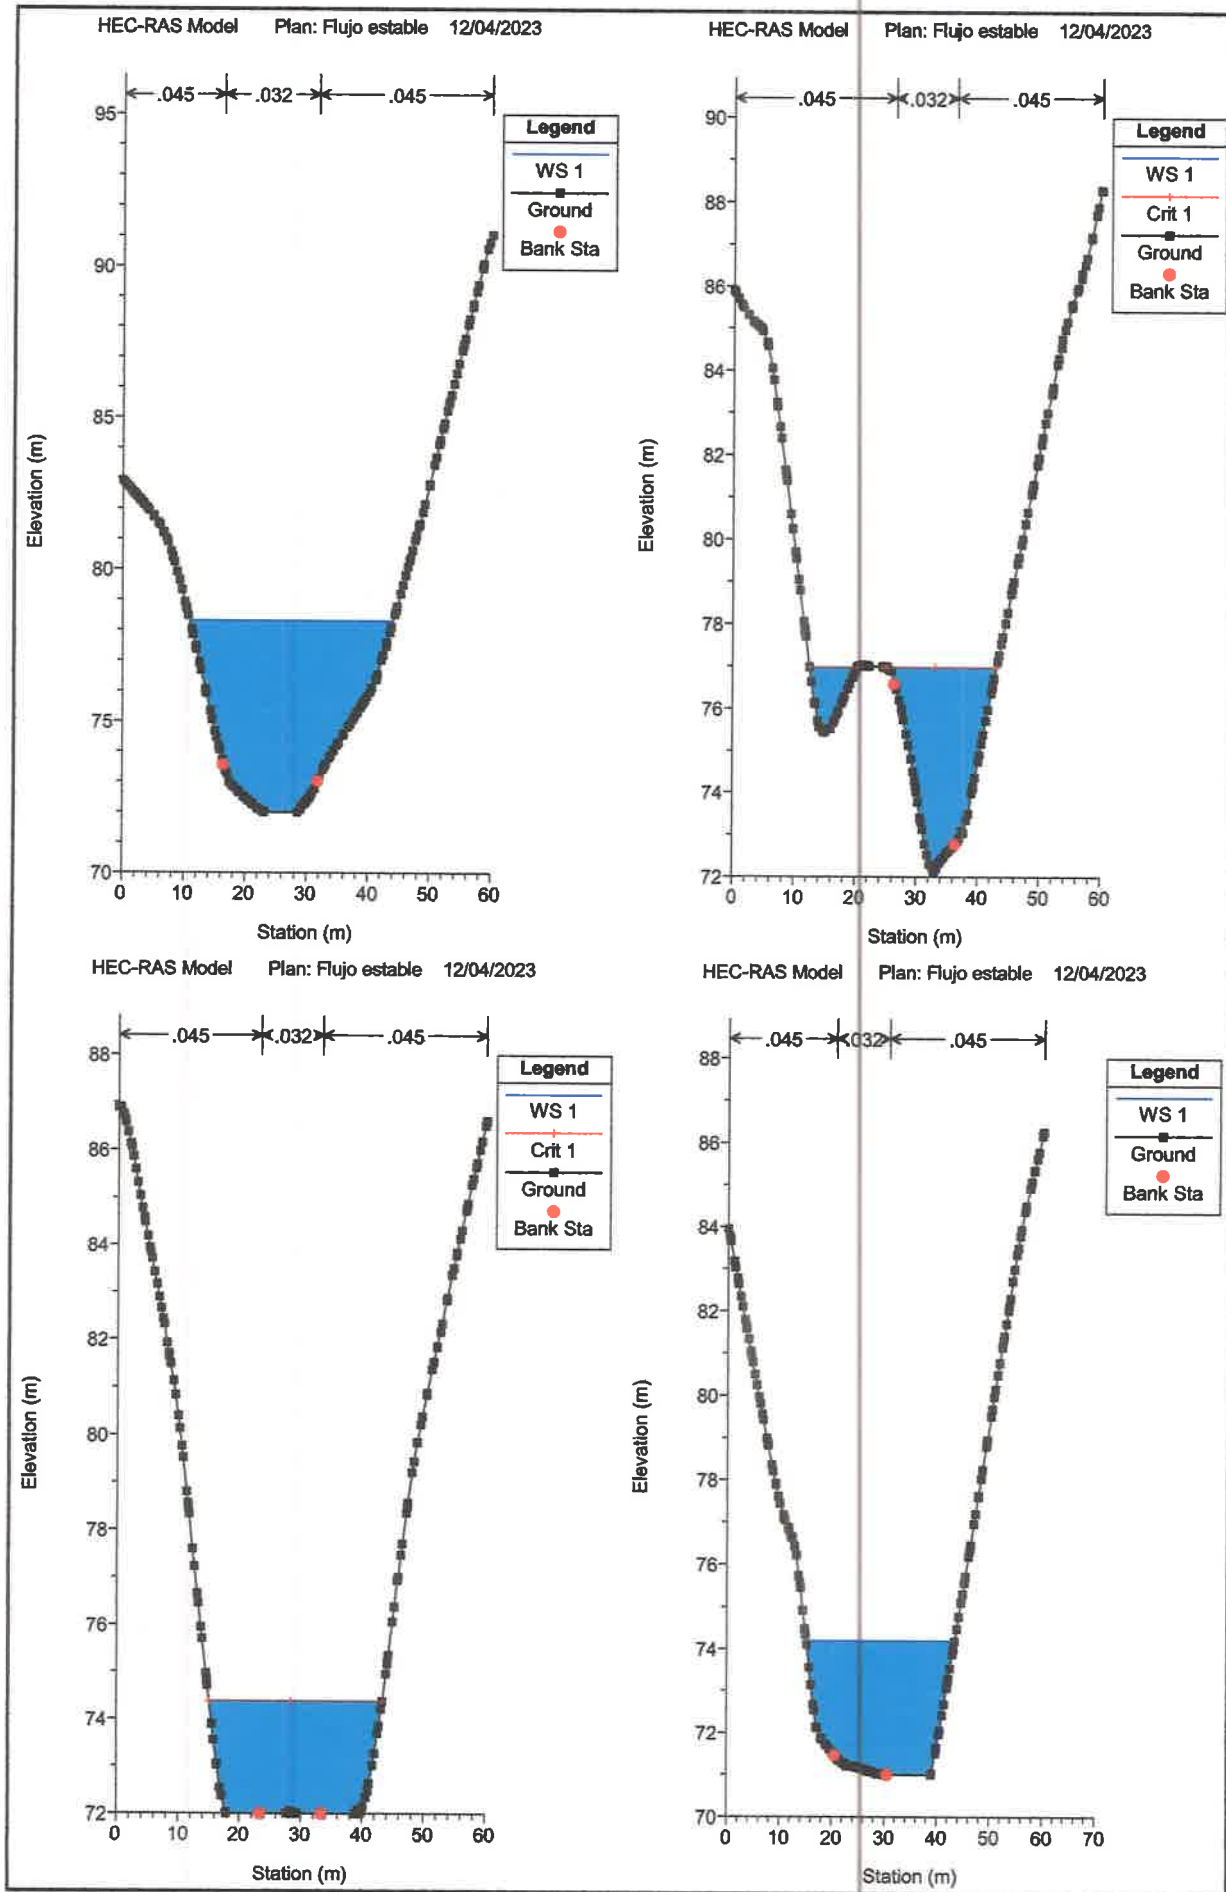 HEC-RAS Model Plan: Flujo estable 12/04/2023
.045 .032 .045
95
90
85
80
75
70
0 10 20 30 40 50 60
Elevation (m)
Station (m)
Legend
WS 1
Ground
Bank Sta
HEC-RAS Model Plan: Flujo estable 12/04/2023
.045 .032 .045
90
88
86
84
82
80
78
76
74
72
0 10 20 30 40 50 60
Elevation (m)
Station (m)
Legend
WS 1
Crit 1
Ground
Bank Sta
HEC-RAS Model Plan: Flujo estable 12/04/2023
.045 .032 .045
88
86
84
82
80
78
76
74
72
0 10 20 30 40 50 60
Elevation (m)
Station (m)
Legend
WS 1
Crit 1
Ground
Bank Sta
HEC-RAS Model Plan: Flujo estable 12/04/2023
.045 .032 .045
88
86
84
82
80
78
76
74
72
70
0 10 20 30 40 50 60 70
Elevation (m)
Station (m)
Legend
WS 1
Ground
Bank Sta